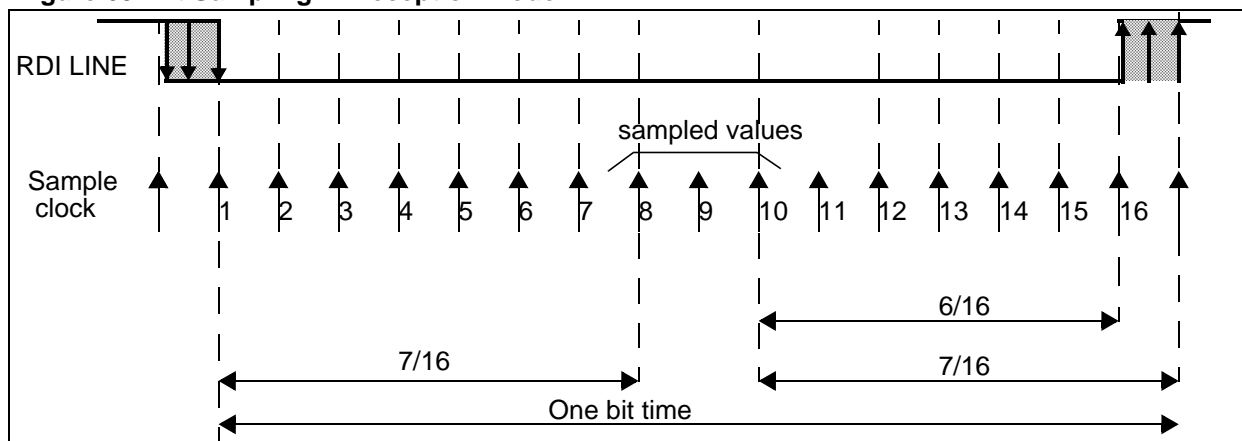 RDI LINE
sampled values
Sample
clock
1 2 3 4 5 6 7 8 9 10 11 12 13 14 15 16
6/16
7/16 7/16
One bit time